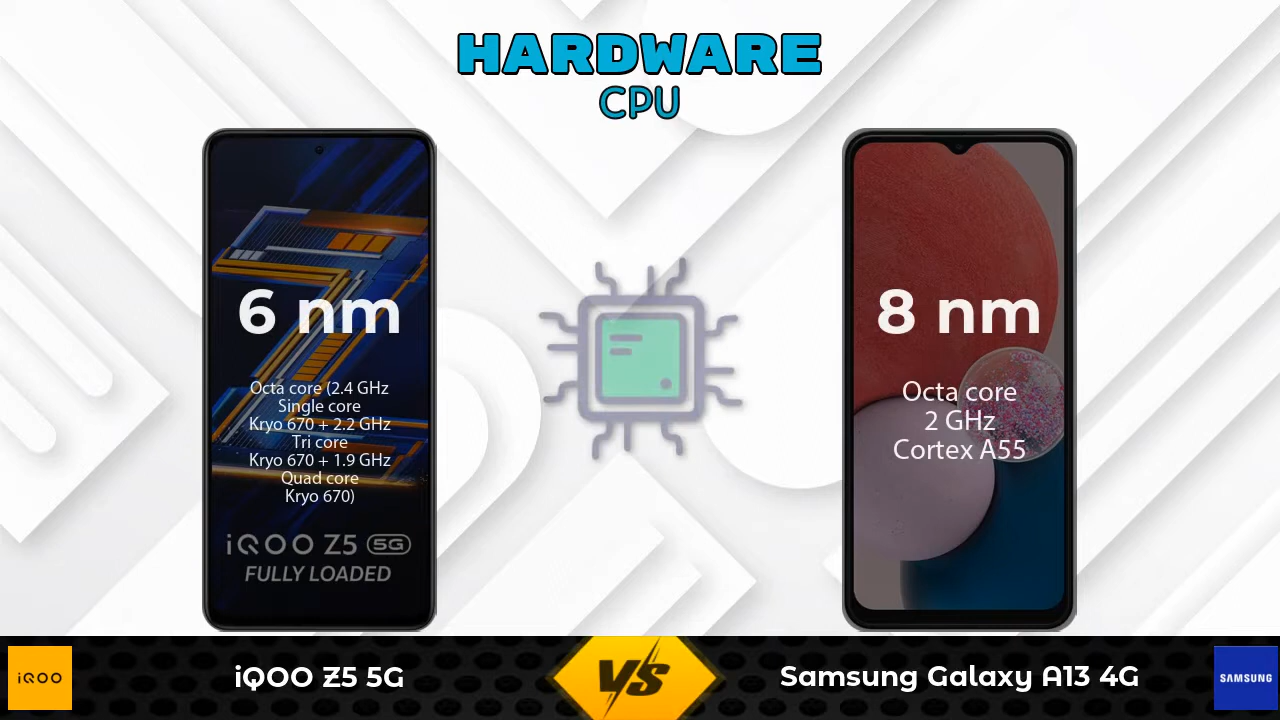 HARDWARE
CPU
6 nm
Octa core (2.4 GHz
Single core
Kryo 670 + 2.2 GHz
Tri core
Kryo 670 + 1.9 GHz
Quad core
Kryo 670)
iQOO Z5 5G
FULLY LOADED
8 nm
Octa core
2 GHz
Cortex A55
iQOO
iQOO Z5 5G
VS
Samsung Galaxy A13 4G
SAMSUNG